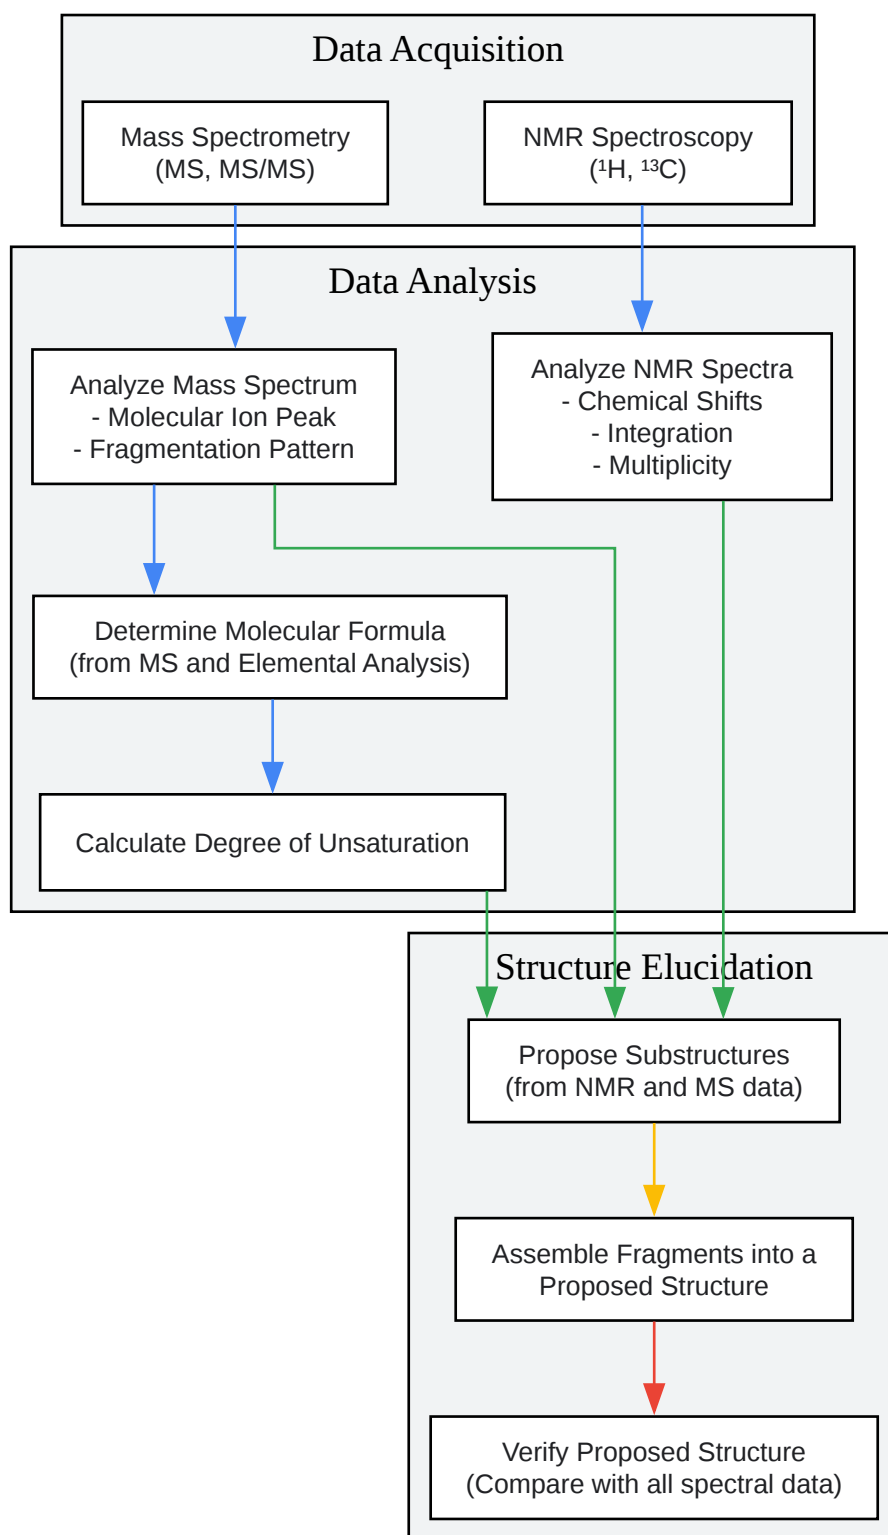 Data Acquisition
Mass Spectrometry
(MS, MS/MS)
NMR Spectroscopy
(¹H, ¹³C)
Data Analysis
Analyze Mass Spectrum
- Molecular Ion Peak
- Fragmentation Pattern
Analyze NMR Spectra
- Chemical Shifts
- Integration
- Multiplicity
Determine Molecular Formula
(from MS and Elemental Analysis)
Calculate Degree of Unsaturation
Structure Elucidation
Propose Substructures
(from NMR and MS data)
Assemble Fragments into a
Proposed Structure
Verify Proposed Structure
(Compare with all spectral data)